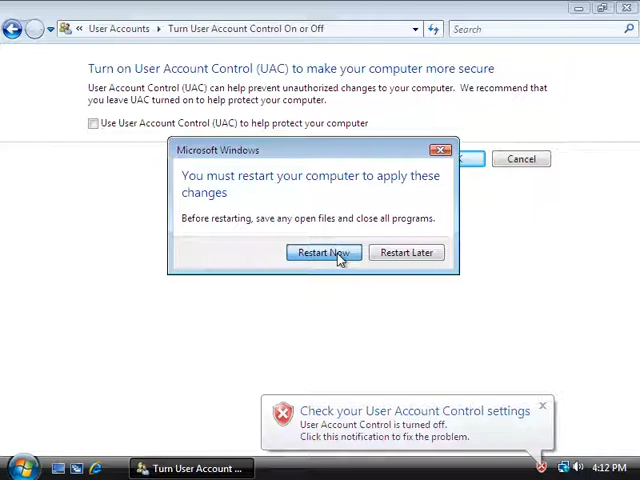 User Accounts
Turn User Account Control On or Off
Search
Turn on User Account Control (UAC) to make your computer more secure
User Account Control (UAC) can help prevent unauthorized changes to your computer. We recommend that
you leave UAC turned on to help protect your computer.
Use User Account Control (UAC) to help protect your computer
Cancel
Microsoft Windows
You must restart your computer to apply these
changes
Before restarting, save any open files and close all programs.
Restart Now
Restart Later
Check your User Account Control settings
User Account Control is turned off.
Click this notification to fix the problem.
Turn User Account ...
4:12 PM